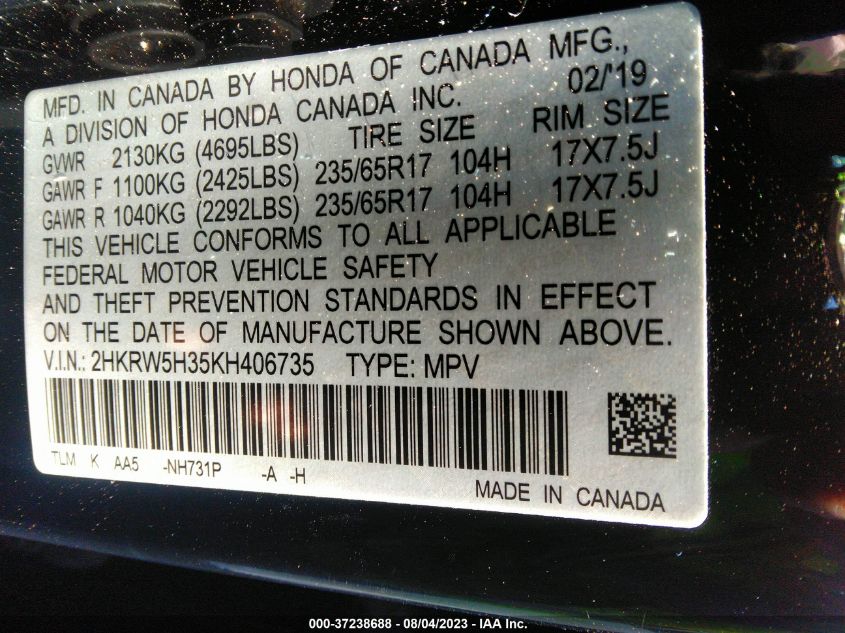 MFD. IN CANADA BY HONDA OF CANADA MFG.,
A DIVISION OF HONDA CANADA INC. 02/'19
TIRE SIZE RIM SIZE
GVWR 2130KG (4695LBS)
GAWR F 1100KG (2425LBS) 235/65R17 104H 17X7.5J
GAWR R 1040KG (2292LBS) 235/65R17 104H 17X7.5J
THIS VEHICLE CONFORMS TO ALL APPLICABLE
FEDERAL MOTOR VEHICLE SAFETY
AND THEFT PREVENTION STANDARDS IN EFFECT
ON THE DATE OF MANUFACTURE SHOWN ABOVE.
V.I.N.: 2HKRW5H35KH406735 TYPE: MPV
TLM K AA5 -NH731P -A -H
MADE IN CANADA
000-37238688 - 08/04/2023 - IAA Inc.